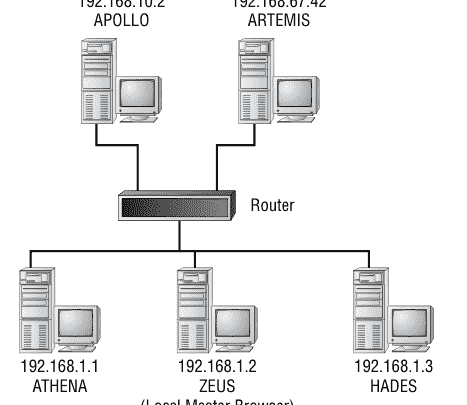 192.168.10.2
APOLLO
192.168.67.42
ARTEMIS
Router
192.168.1.1
ATHENA
192.168.1.2
ZEUS
(Local Master Browser)
192.168.1.3
HADES